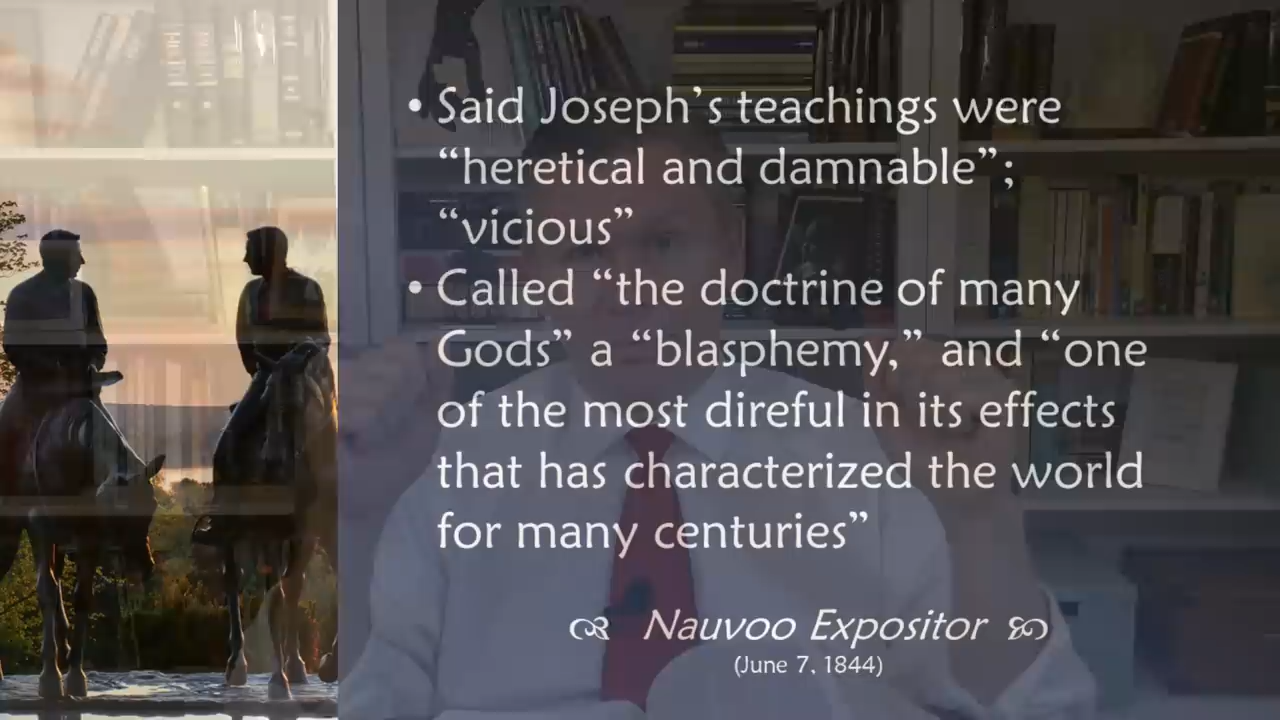 • Said Joseph’s teachings were
“heretical and damnable”;
“vicious”
• Called “the doctrine of many
Gods” a “blasphemy,” and “one
of the most direful in its effects
that has characterized the world
for many centuries”
Nauvoo Expositor
(June 7, 1844)